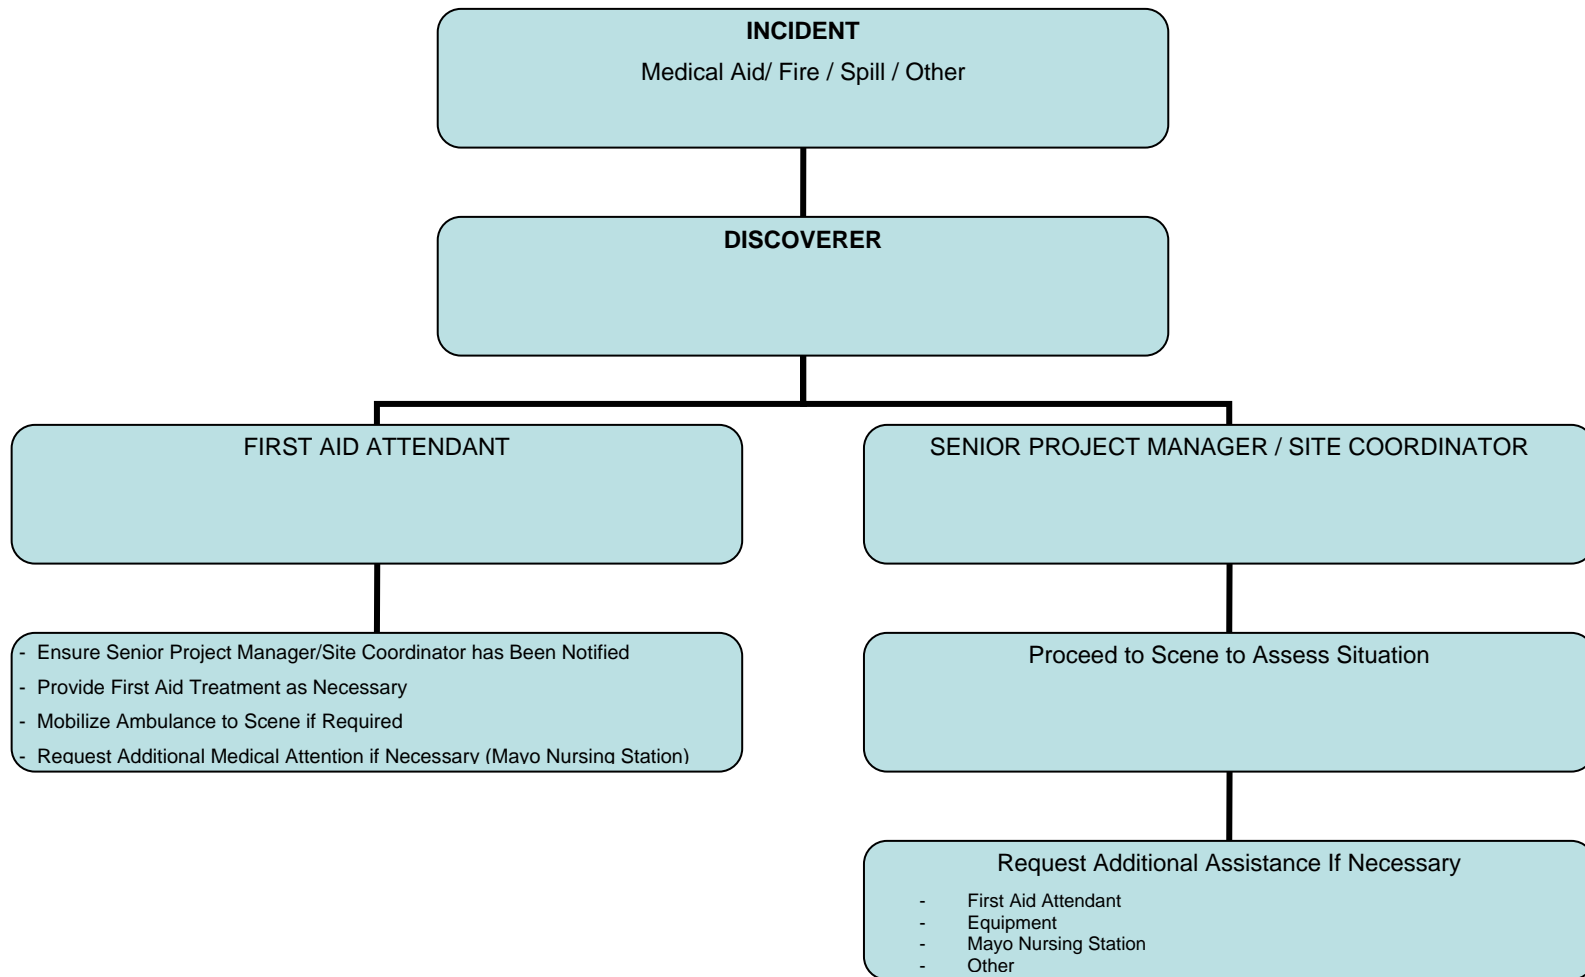 INCIDENT
Medical Aid/ Fire / Spill / Other
DISCOVERER
FIRST AID ATTENDANT
SENIOR PROJECT MANAGER / SITE COORDINATOR
- Ensure Senior Project Manager/Site Coordinator has Been Notified
- Provide First Aid Treatment as Necessary
- Mobilize Ambulance to Scene if Required
- Request Additional Medical Attention if Necessary (Mayo Nursing Station)
Proceed to Scene to Assess Situation
Request Additional Assistance If Necessary
- First Aid Attendant
- Equipment
- Mayo Nursing Station
- Other